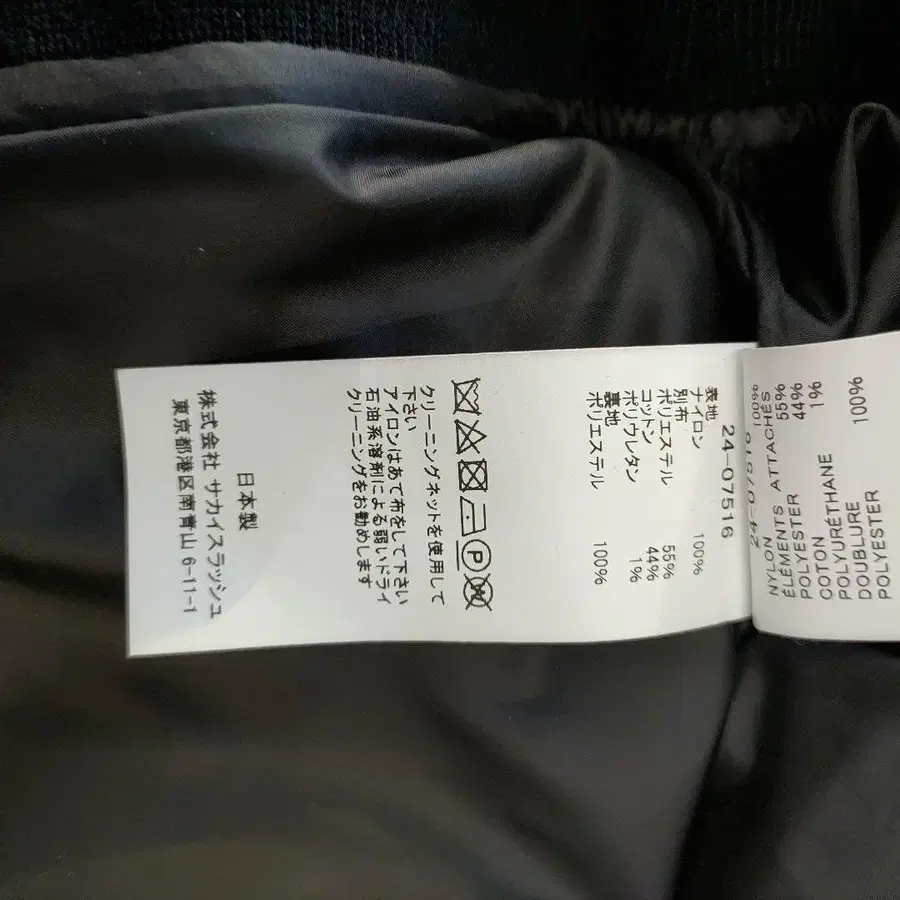 24-07516
表地
ナイロン 100%
別布
ポリエステル 55%
コットン 44%
ポリウレタン 1%
裏地
ポリエステル 100%
クリーニングネットを使用して
下さい
アイロンはあて布をして下さい
石油系溶剤による弱いドライ
クリーニングをお勧めします
日本製
株式会社 サカイスラッシュ
東京都港区南青山 6-11-1
24-07516
NYLON 100%
ÉLÉMENTS ATTACHÉS
POLYESTER 55%
COTON 44%
POLYURÉTHANE 1%
DOUBLURE
POLYESTER 100%
P